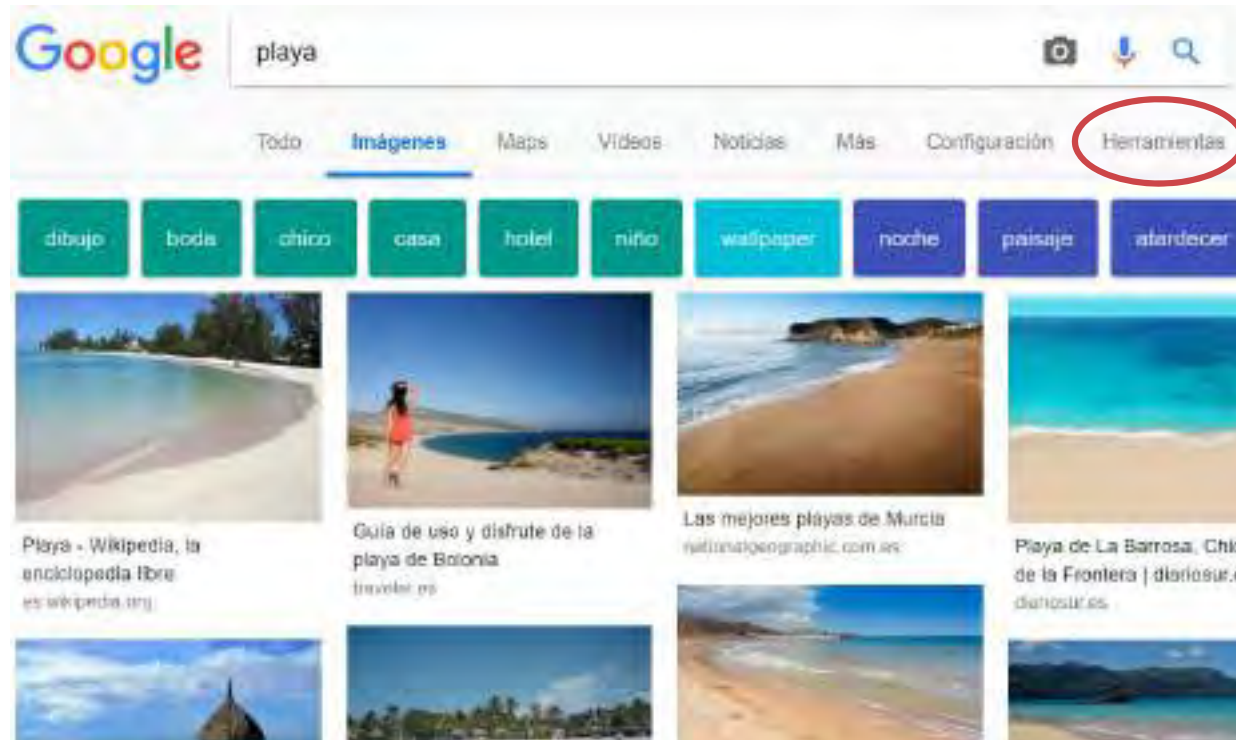 Google
playa
Todo Imágenes Maps Vídeos Noticias Más Configuración Herramientas
dibujo boda chico casa hotel niño wallpaper noche paisaje atardecer
Playa - Wikipedia, la
enciclopedia libre
es.wikipedia.org
Guía de uso y disfrute de la
playa de Bolonia
traveler.es
Las mejores playas de Murcia
nationalgeographic.com.es
Playa de La Barrosa, Chic
de la Frontera | diariosur.e
diariosur.es